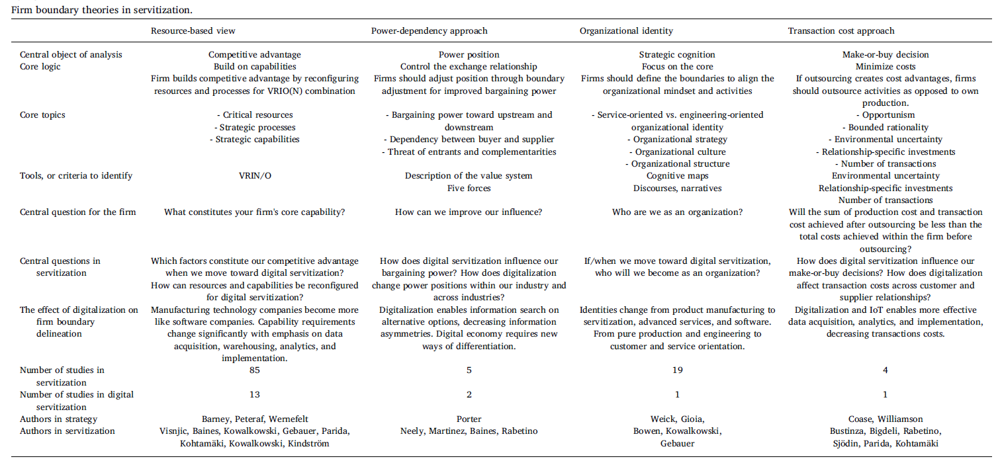 Firm boundary theories in servitization.
Resource-based view Power-dependency approach Organizational identity Transaction cost approach
Central object of analysis Competitive advantage Power position Strategic cognition Make-or-buy decision
Core logic Build on capabilities Control the exchange relationship Focus on the core Minimize costs
Firm builds competitive advantage by reconfiguring Firms should adjust position through boundary Firms should define the boundaries to align the If outsourcing creates cost advantages, firms
resources and processes for VRIO(N) combination adjustment for improved bargaining power organizational mindset and activities should outsource activities as opposed to own
production.
Core topics - Critical resources - Bargaining power toward upstream and - Service-oriented vs. engineering-oriented - Opportunism
- Strategic processes downstream organizational identity - Bounded rationality
- Strategic capabilities - Dependency between buyer and supplier - Organizational strategy - Environmental uncertainty
- Threat of entrants and complementarities - Organizational culture - Relationship-specific investments
- Organizational structure - Number of transactions
Tools, or criteria to identify VRIN/O Description of the value system Cognitive maps Environmental uncertainty
Five forces Discourses, narratives Relationship-specific investments
Number of transactions
Central question for the firm What constitutes your firm's core capability? How can we improve our influence? Who are we as an organization? Will the sum of production cost and transaction
cost achieved after outsourcing be less than the
total costs achieved within the firm before
outsourcing?
Central questions in Which factors constitute our competitive advantage How does digital servitization influence our If/when we move toward digital servitization, How does digital servitization influence our
servitization when we move toward digital servitization? bargaining power? How does digitalization who will we become as an organization? make-or-buy decisions? How does digitalization
How can resources and capabilities be reconfigured change power positions within our industry and affect transaction costs across customer and
for digital servitization? across industries? supplier relationships?
The effect of digitalization on Manufacturing technology companies become more Digitalization enables information search on Identities change from product manufacturing to Digitalization and IoT enables more effective
firm boundary like software companies. Capability requirements alternative options, decreasing information servitization, advanced services, and software. data acquisition, analytics, and implementation,
delineation change significantly with emphasis on data asymmetries. Digital economy requires new From pure production and engineering to decreasing transactions costs.
acquisition, warehousing, analytics, and ways of differentiation. customer and service orientation.
implementation.
Number of studies in 85 5 19 4
servitization
Number of studies in digital 13 2 1 1
servitization
Authors in strategy Barney, Peteraf, Wernefelt Porter Weick, Gioia, Coase, Williamson
Authors in servitization Visnjic, Baines, Kowalkowski, Gebauer, Parida, Neely, Martinez, Baines, Rabetino Bowen, Kowalkowski, Bustinza, Bigdeli, Rabetino,
Kohtamäki, Kowalkowski, Kindström Gebauer Sjödin, Parida, Kohtamäki